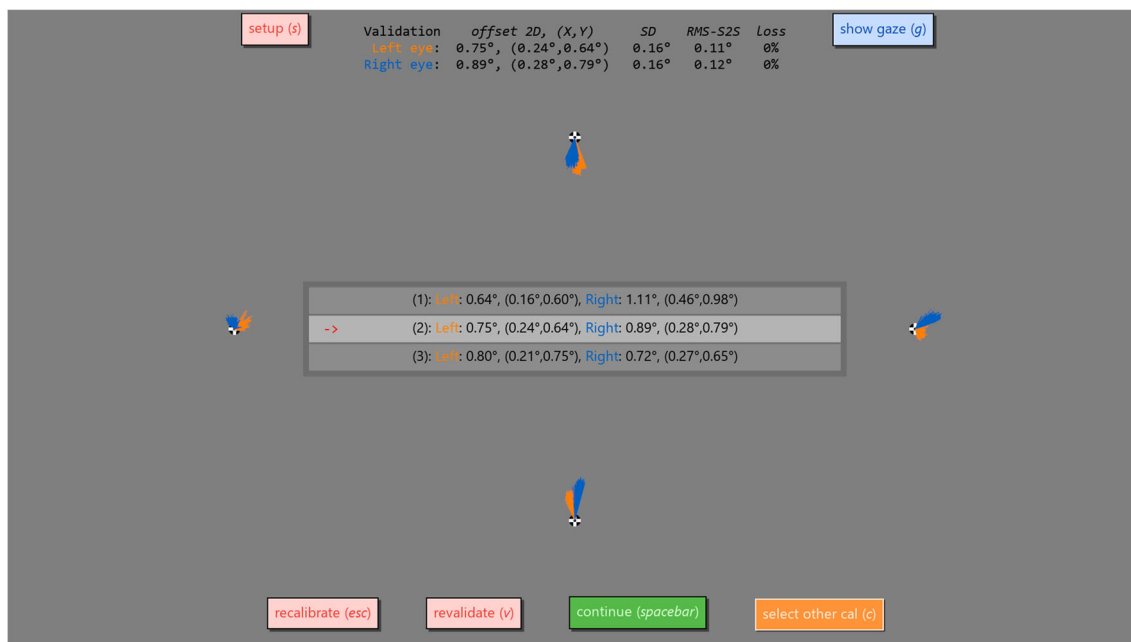 setup (s)
Validation offset 2D, (X,Y) SD RMS-S2S Loss
Left eye: 0.75°, (0.24°,0.64°) 0.16° 0.11° 0%
Right eye: 0.89°, (0.28°,0.79°) 0.16° 0.12° 0%
show gaze (g)
(1): Left: 0.64°, (0.16°,0.60°), Right: 1.11°, (0.46°,0.98°)
-> (2): Left: 0.75°, (0.24°,0.64°), Right: 0.89°, (0.28°,0.79°)
(3): Left: 0.80°, (0.21°,0.75°), Right: 0.72°, (0.27°,0.65°)
recalibrate (esc)
revalidate (v)
continue (spacebar)
select other cal (c)